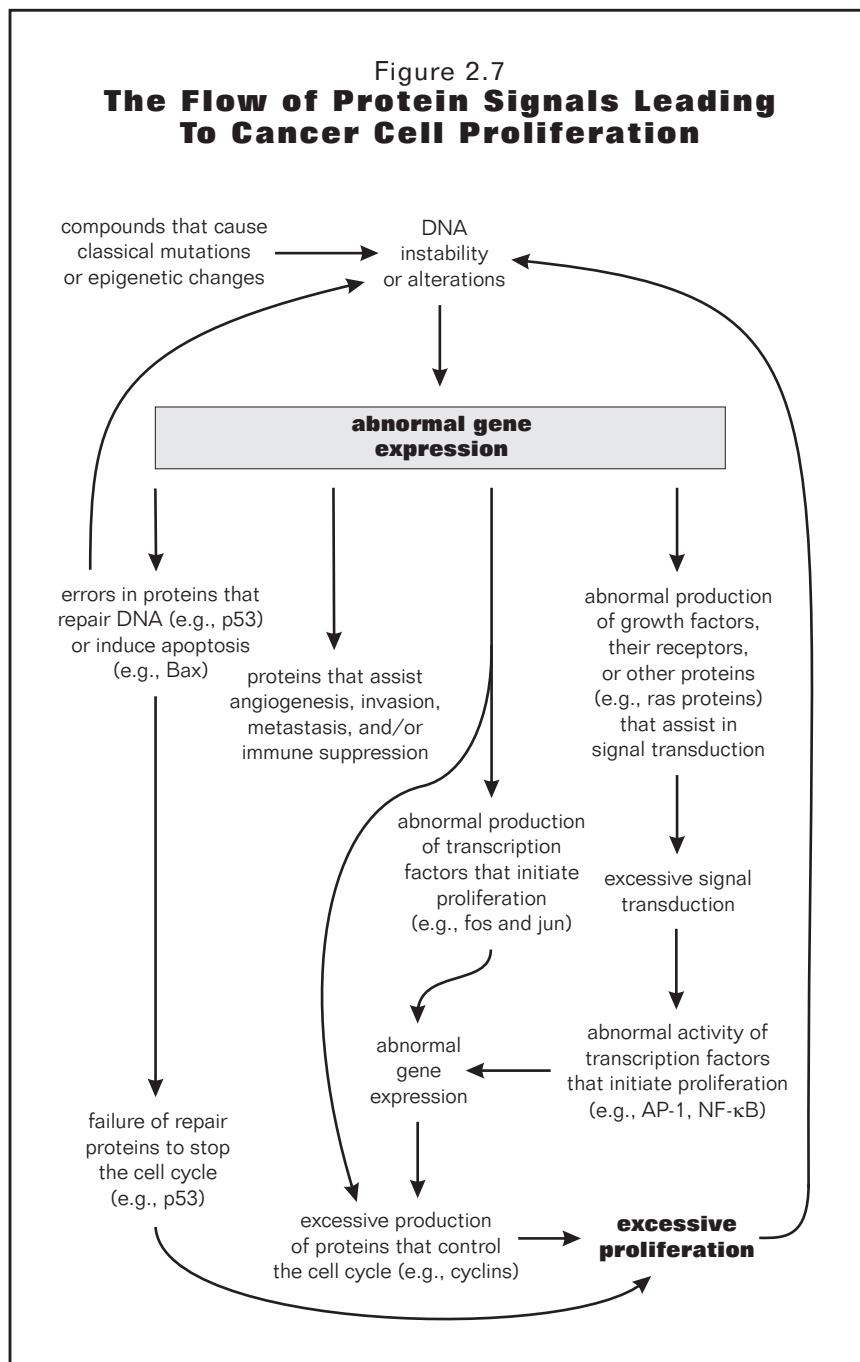 Figure 2.7
The Flow of Protein Signals Leading
To Cancer Cell Proliferation
compounds that cause
classical mutations
or epigenetic changes
DNA
instability
or alterations
abnormal gene
expression
errors in proteins that
repair DNA (e.g., p53)
or induce apoptosis
(e.g., Bax)
proteins that assist
angiogenesis, invasion,
metastasis, and/or
immune suppression
abnormal production
of growth factors,
their receptors,
or other proteins
(e.g., ras proteins)
that assist in
signal transduction
abnormal production
of transcription
factors that initiate
proliferation
(e.g., fos and jun)
excessive signal
transduction
abnormal
gene
expression
abnormal activity of
transcription factors
that initiate proliferation
(e.g., AP-1, NF-κB)
failure of repair
proteins to stop
the cell cycle
(e.g., p53)
excessive production
of proteins that control
the cell cycle (e.g., cyclins)
excessive
proliferation